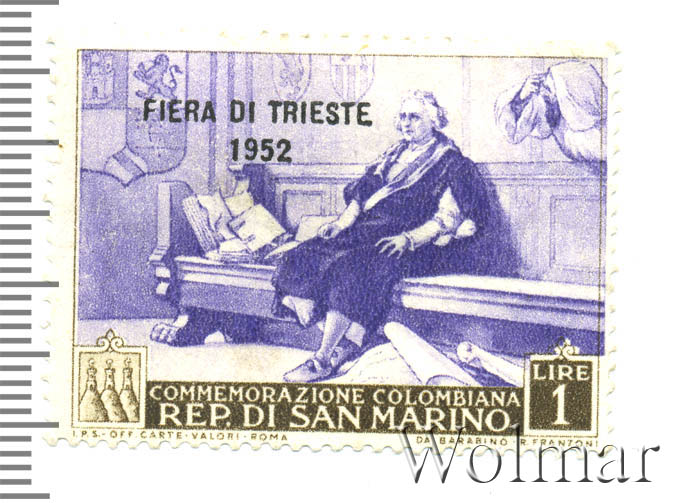 FIERA DI TRIESTE
1952
COMMEMORAZIONE COLOMBIANA
REP. DI SAN MARINO
LIRE
1
I.P.S.-OFF. CARTE-VALORI-ROMA
DA BARABINO R. FRANZONI
Wolmar